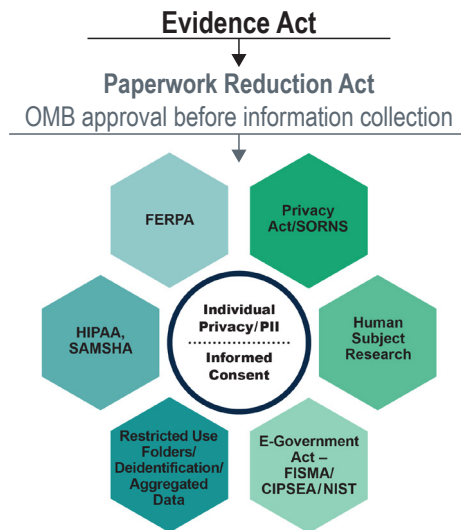 Evidence Act
Paperwork Reduction Act
OMB approval before information collection
FERPA
Privacy
Act/SORNS
HIPAA,
SAMSHA
Individual
Privacy/PII
Informed
Consent
Human
Subject
Research
Restricted Use
Folders/
Deidentification/
Aggregated
Data
E-Government
Act –
FISMA/
CIPSEA/NIST